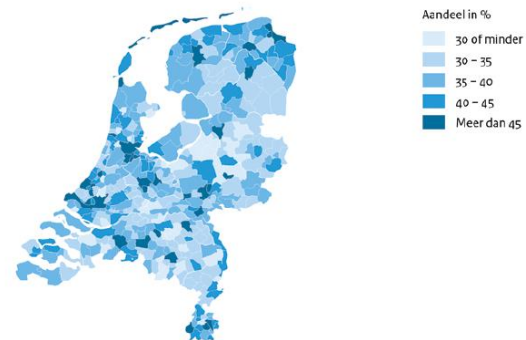 Aandeel in %
30 of minder
30 – 35
35 – 40
40 – 45
Meer dan 45